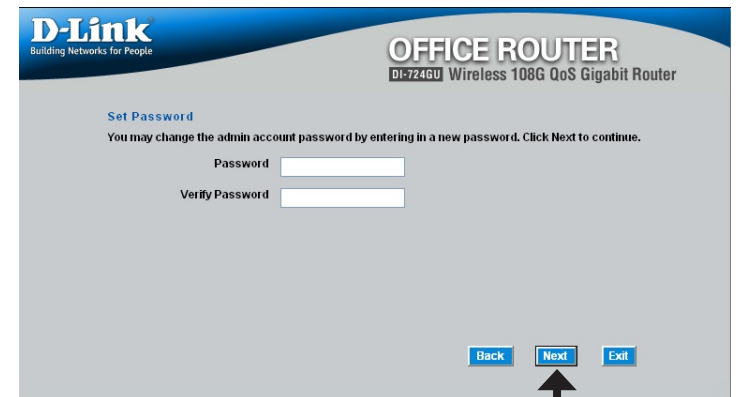 D-Link
Building Networks for People
OFFICE ROUTER
DI-724GU Wireless 108G QoS Gigabit Router
Set Password
You may change the admin account password by entering in a new password. Click Next to continue.
Password
Verify Password
Back Next Exit